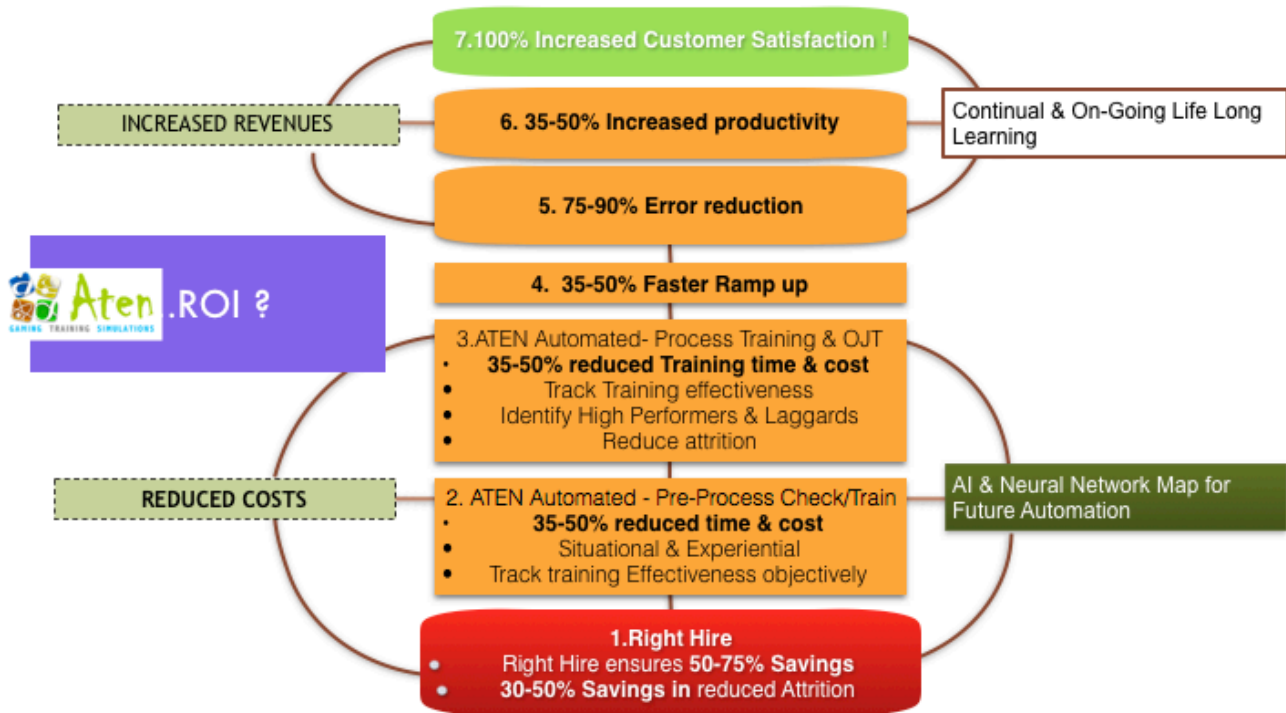 7.100% Increased Customer Satisfaction !
INCREASED REVENUES
6. 35-50% Increased productivity
Continual & On-Going Life Long
Learning
5. 75-90% Error reduction
Aten
GAMING TRAINING SIMULATIONS
..ROI ?
4. 35-50% Faster Ramp up
3.ATEN Automated- Process Training & OJT
• 35-50% reduced Training time & cost
• Track Training effectiveness
• Identify High Performers & Laggards
• Reduce attrition
REDUCED COSTS
2. ATEN Automated - Pre-Process Check/Train
• 35-50% reduced time & cost
• Situational & Experiential
• Track training Effectiveness objectively
AI & Neural Network Map for
Future Automation
1.Right Hire
• Right Hire ensures 50-75% Savings
• 30-50% Savings in reduced Attrition